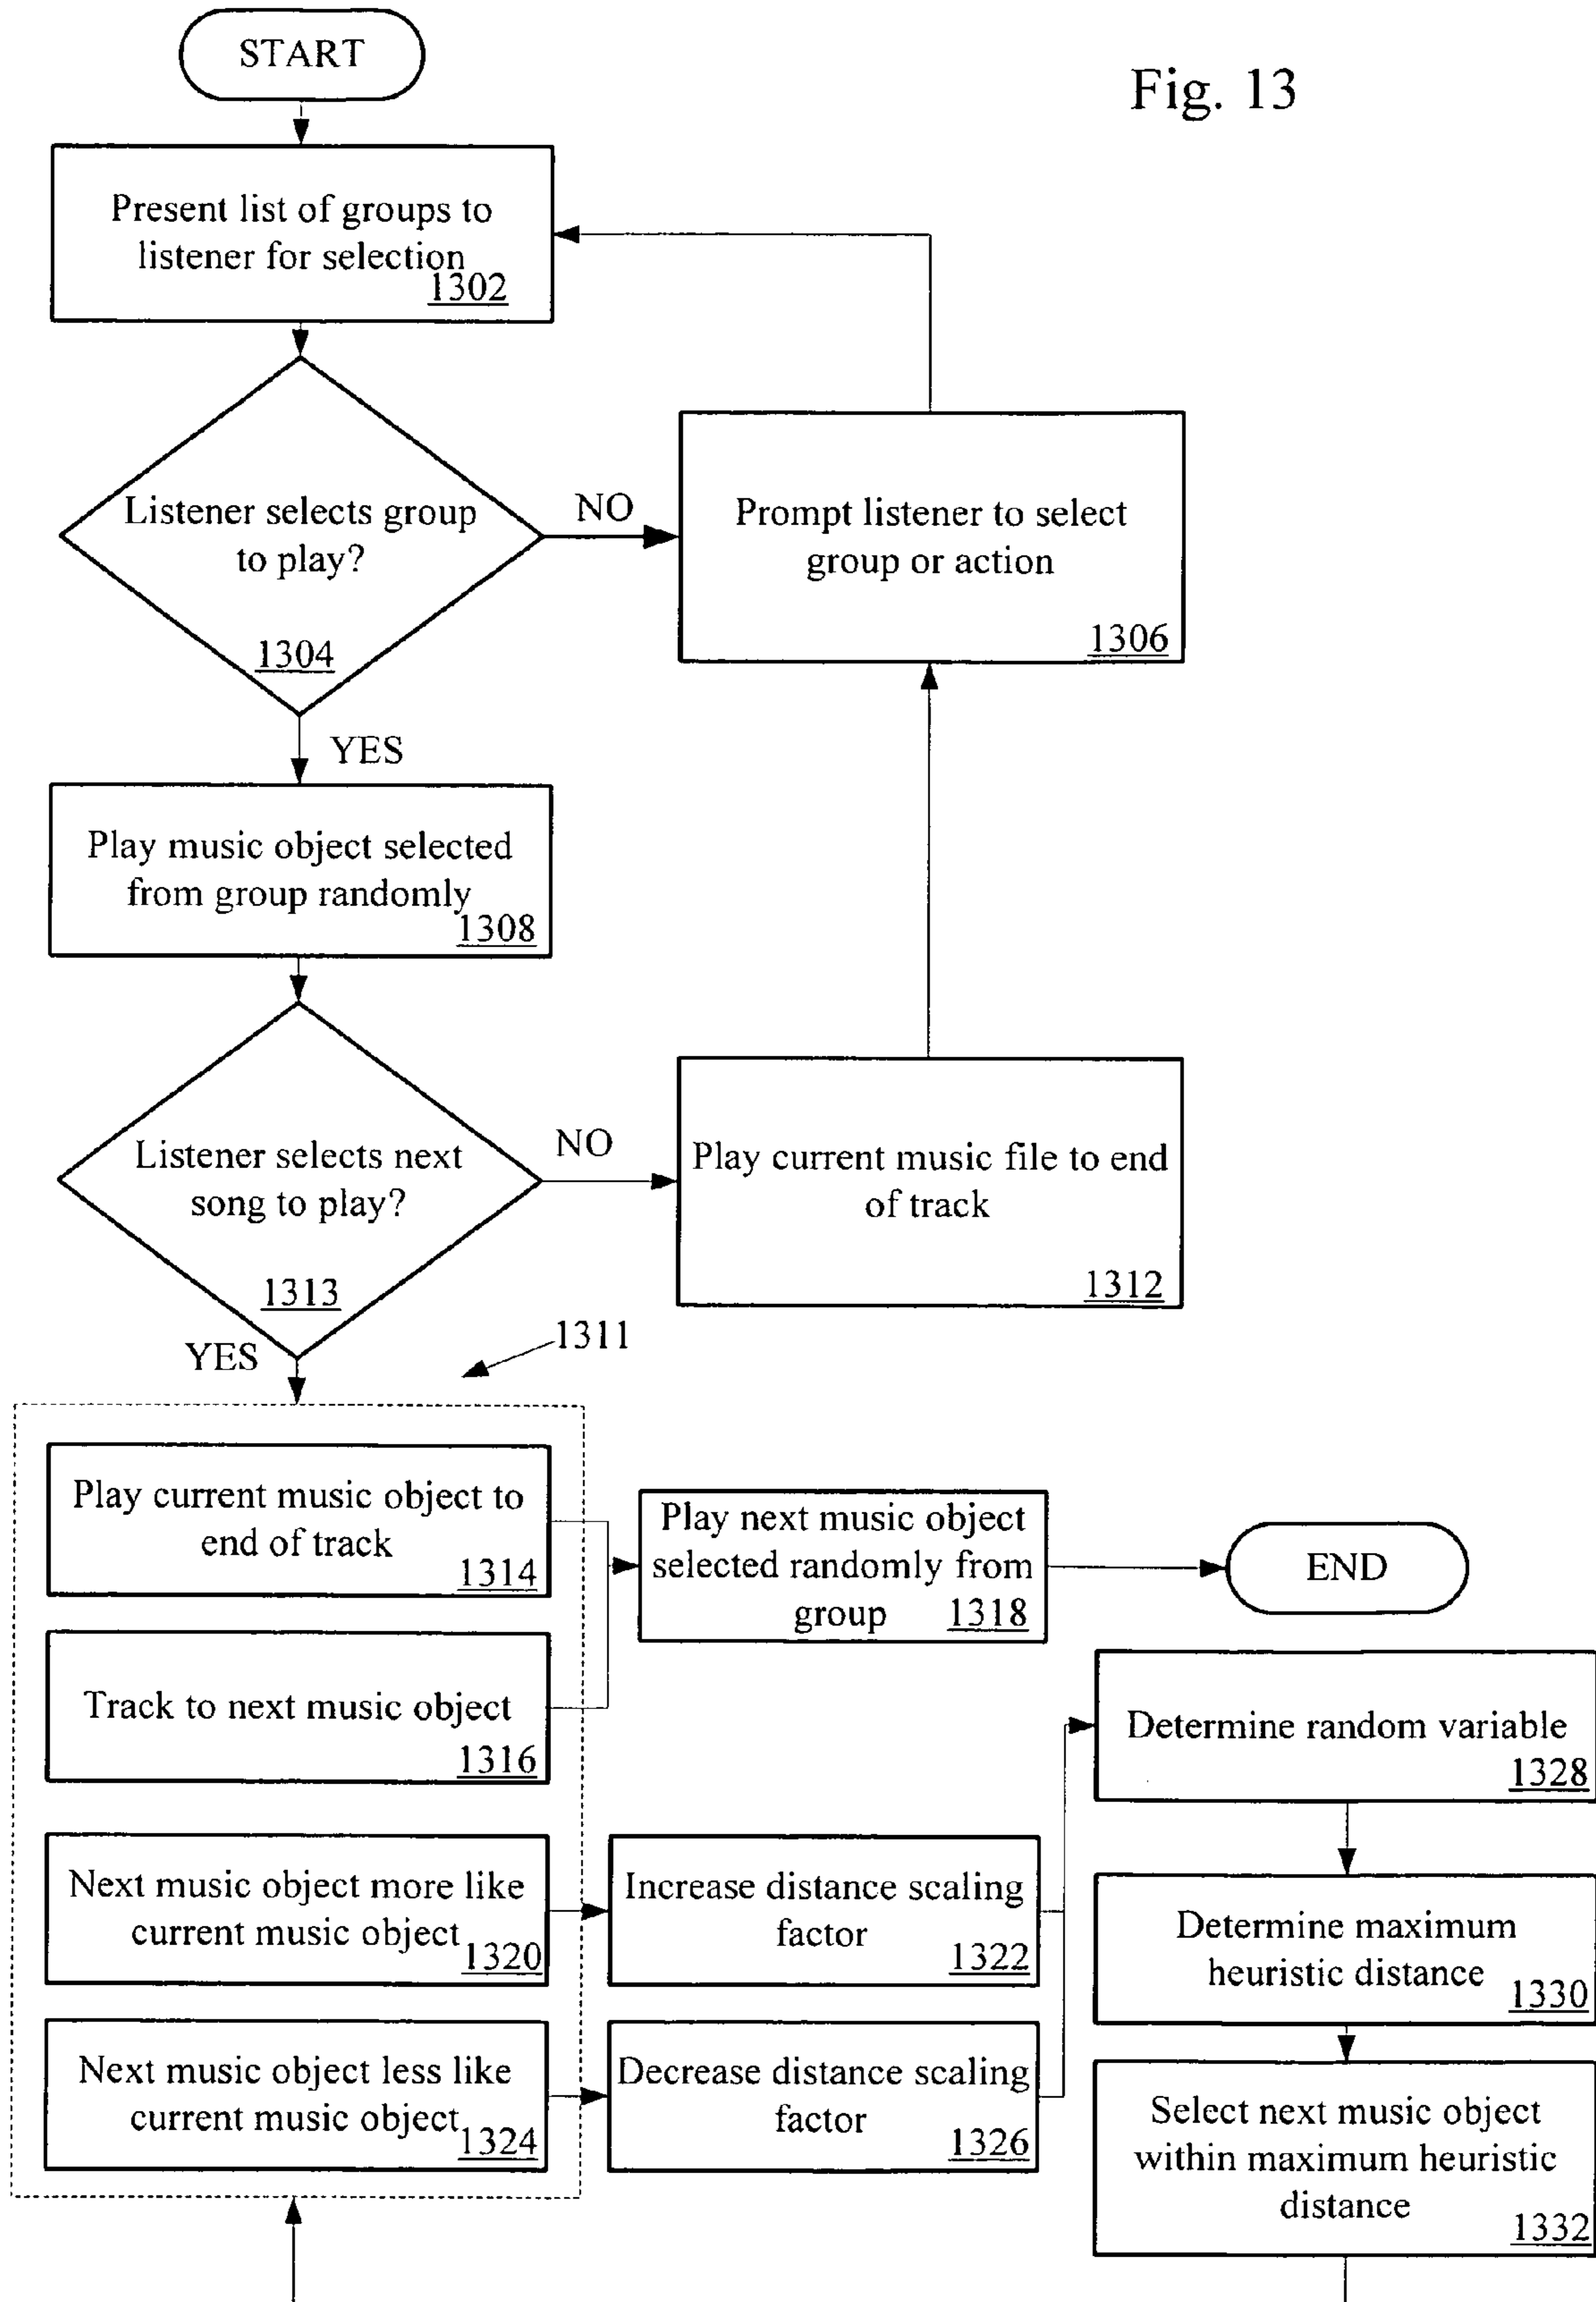 START
Fig. 13
Present list of groups to
listener for selection
1302
Listener selects group
to play?
1304
NO
Prompt listener to select
group or action
1306
YES
Play music object selected
from group randomly
1308
Listener selects next
song to play?
1313
NO
Play current music file to end
of track
1312
YES
1311
Play current music object to
end of track
1314
Play next music object
selected randomly from
group 1318
END
Track to next music object
1316
Determine random variable
1328
Next music object more like
current music object
1320
Increase distance scaling
factor
1322
Determine maximum
heuristic distance
1330
Next music object less like
current music object
1324
Decrease distance scaling
factor
1326
Select next music object
within maximum heuristic
distance
1332